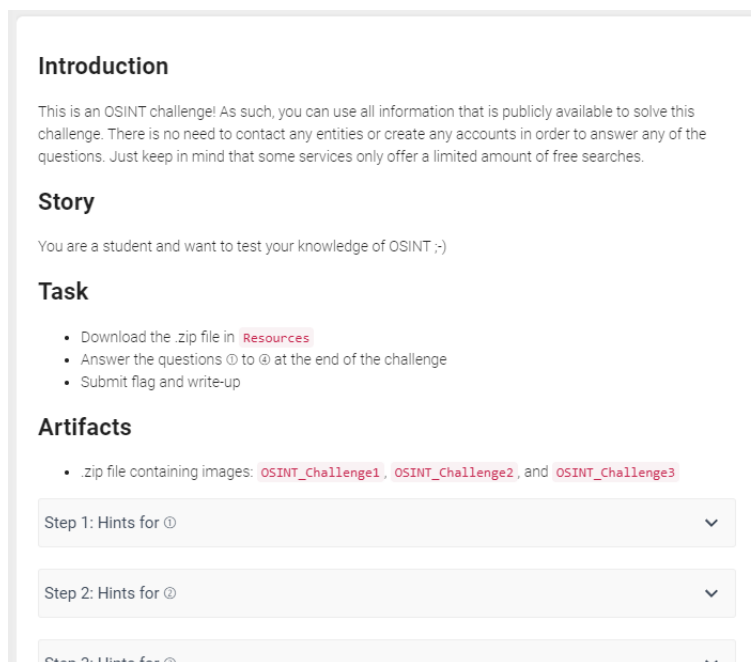 Introduction
This is an OSINT challenge! As such, you can use all information that is publicly available to solve this
challenge. There is no need to contact any entities or create any accounts in order to answer any of the
questions. Just keep in mind that some services only offer a limited amount of free searches.
Story
You are a student and want to test your knowledge of OSINT ;-)
Task
• Download the .zip file in Resources
• Answer the questions ① to ④ at the end of the challenge
• Submit flag and write-up
Artifacts
• .zip file containing images: OSINT_Challenge1, OSINT_Challenge2, and OSINT_Challenge3
Step 1: Hints for ①
Step 2: Hints for ②